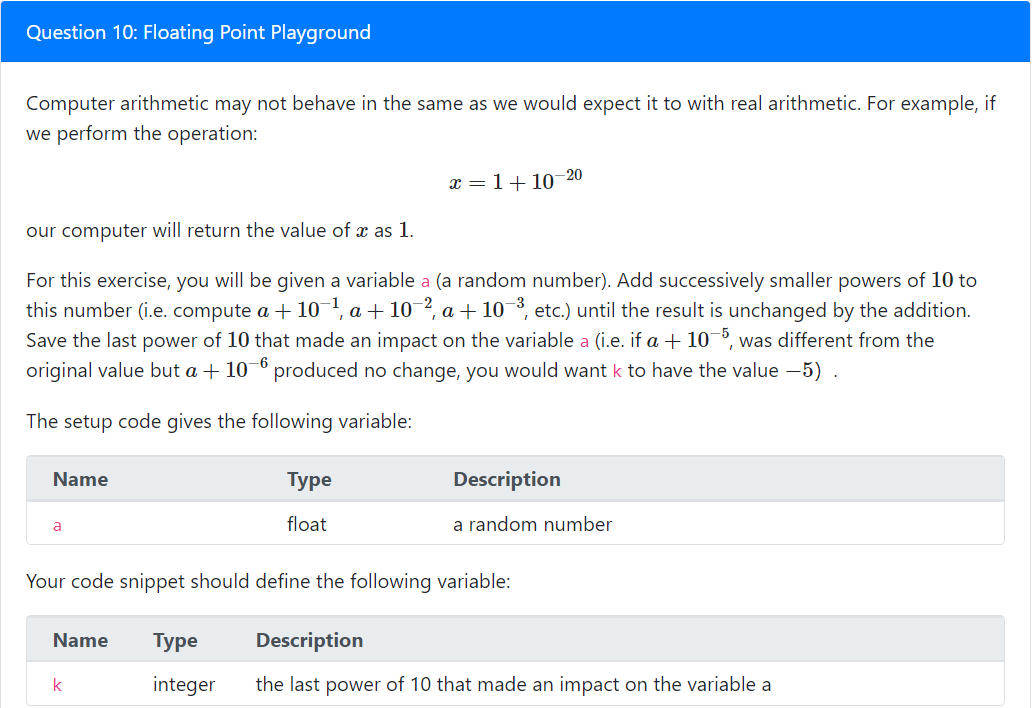 Question 10: Floating Point Playground
Computer arithmetic may not behave in the same as we would expect it to with real arithmetic. For example, if
we perform the operation:
x = 1 + 10⁻²⁰
our computer will return the value of x as 1.
For this exercise, you will be given a variable a (a random number). Add successively smaller powers of 10 to
this number (i.e. compute a + 10⁻¹, a + 10⁻², a + 10⁻³, etc.) until the result is unchanged by the addition.
Save the last power of 10 that made an impact on the variable a (i.e. if a + 10⁻⁵, was different from the
original value but a + 10⁻⁶ produced no change, you would want k to have the value −5) .
The setup code gives the following variable:
Name Type Description
a float a random number
Your code snippet should define the following variable:
Name Type Description
k integer the last power of 10 that made an impact on the variable a